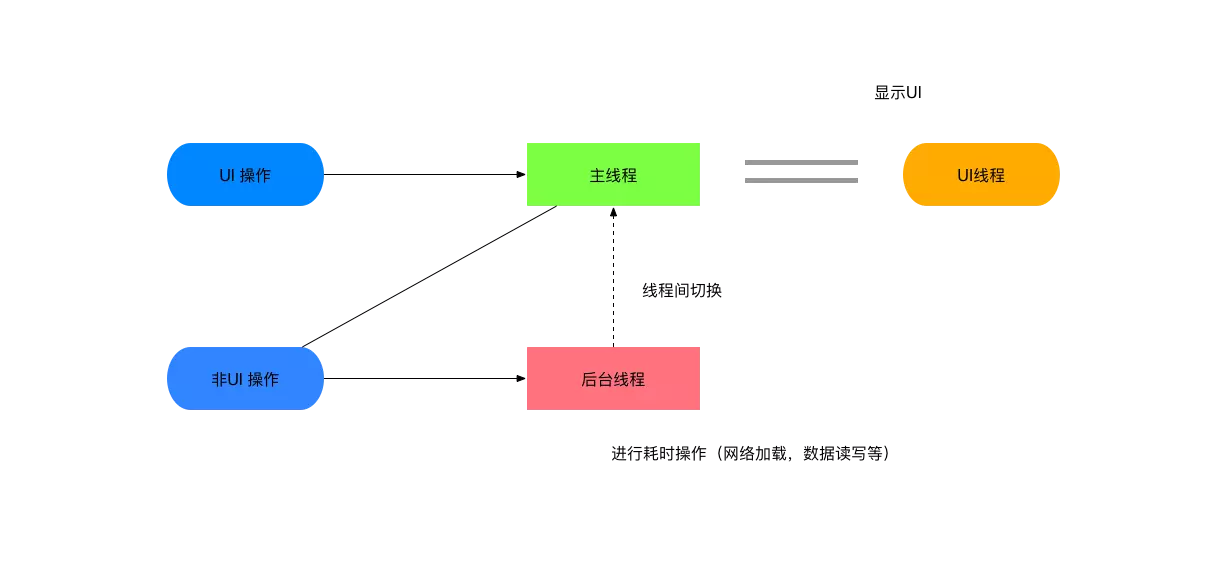 显示UI
UI 操作
主线程
UI线程
线程间切换
非UI 操作
后台线程
进行耗时操作（网络加载，数据读写等）